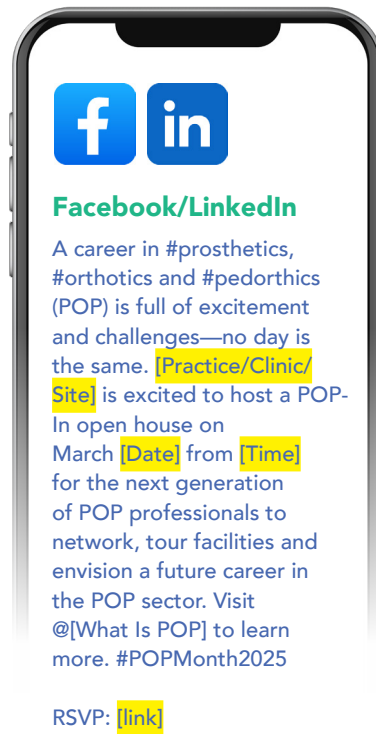 f in
Facebook/LinkedIn
A career in #prosthetics,
#orthotics and #pedorthics
(POP) is full of excitement
and challenges—no day is
the same. [Practice/Clinic/
Site] is excited to host a POP-
In open house on
March [Date] from [Time]
for the next generation
of POP professionals to
network, tour facilities and
envision a future career in
the POP sector. Visit
@[What Is POP] to learn
more. #POPMonth2025
RSVP: [link]